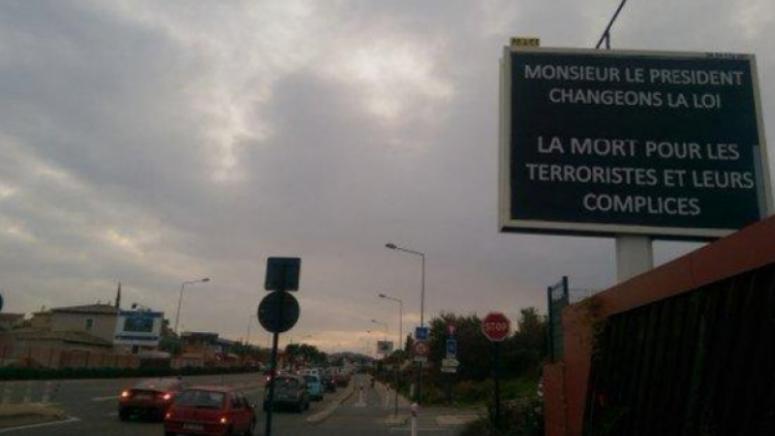 MONSIEUR LE PRESIDENT
CHANGEONS LA LOI
LA MORT POUR LES
TERRORISTES ET LEURS
COMPLICES
STOP